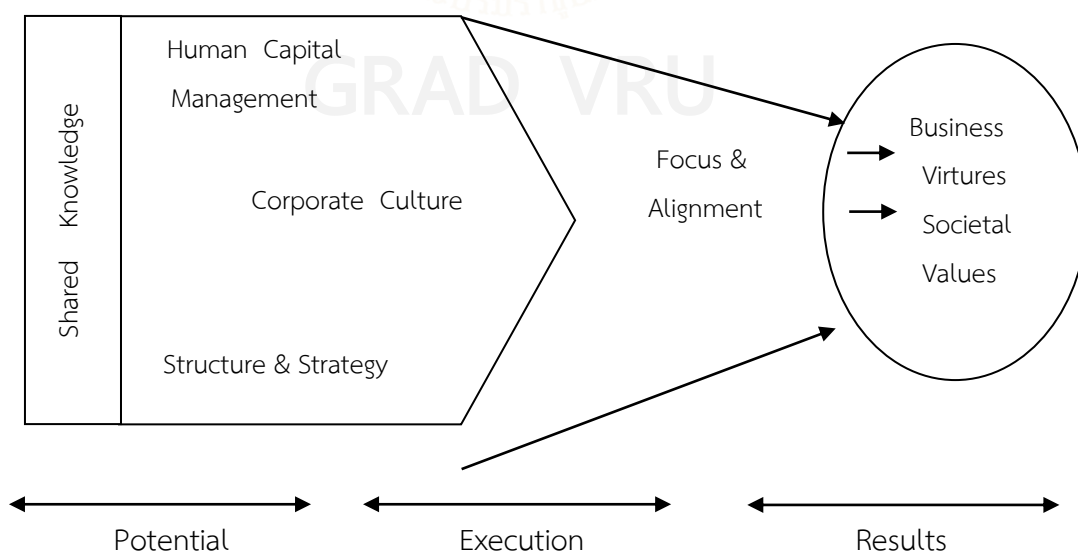 GRAD VRU
Shared Knowledge
Human Capital
Management
Corporate Culture
Structure & Strategy
Focus &
Alignment
Business
Virtures
Societal
Values
Potential
Execution
Results